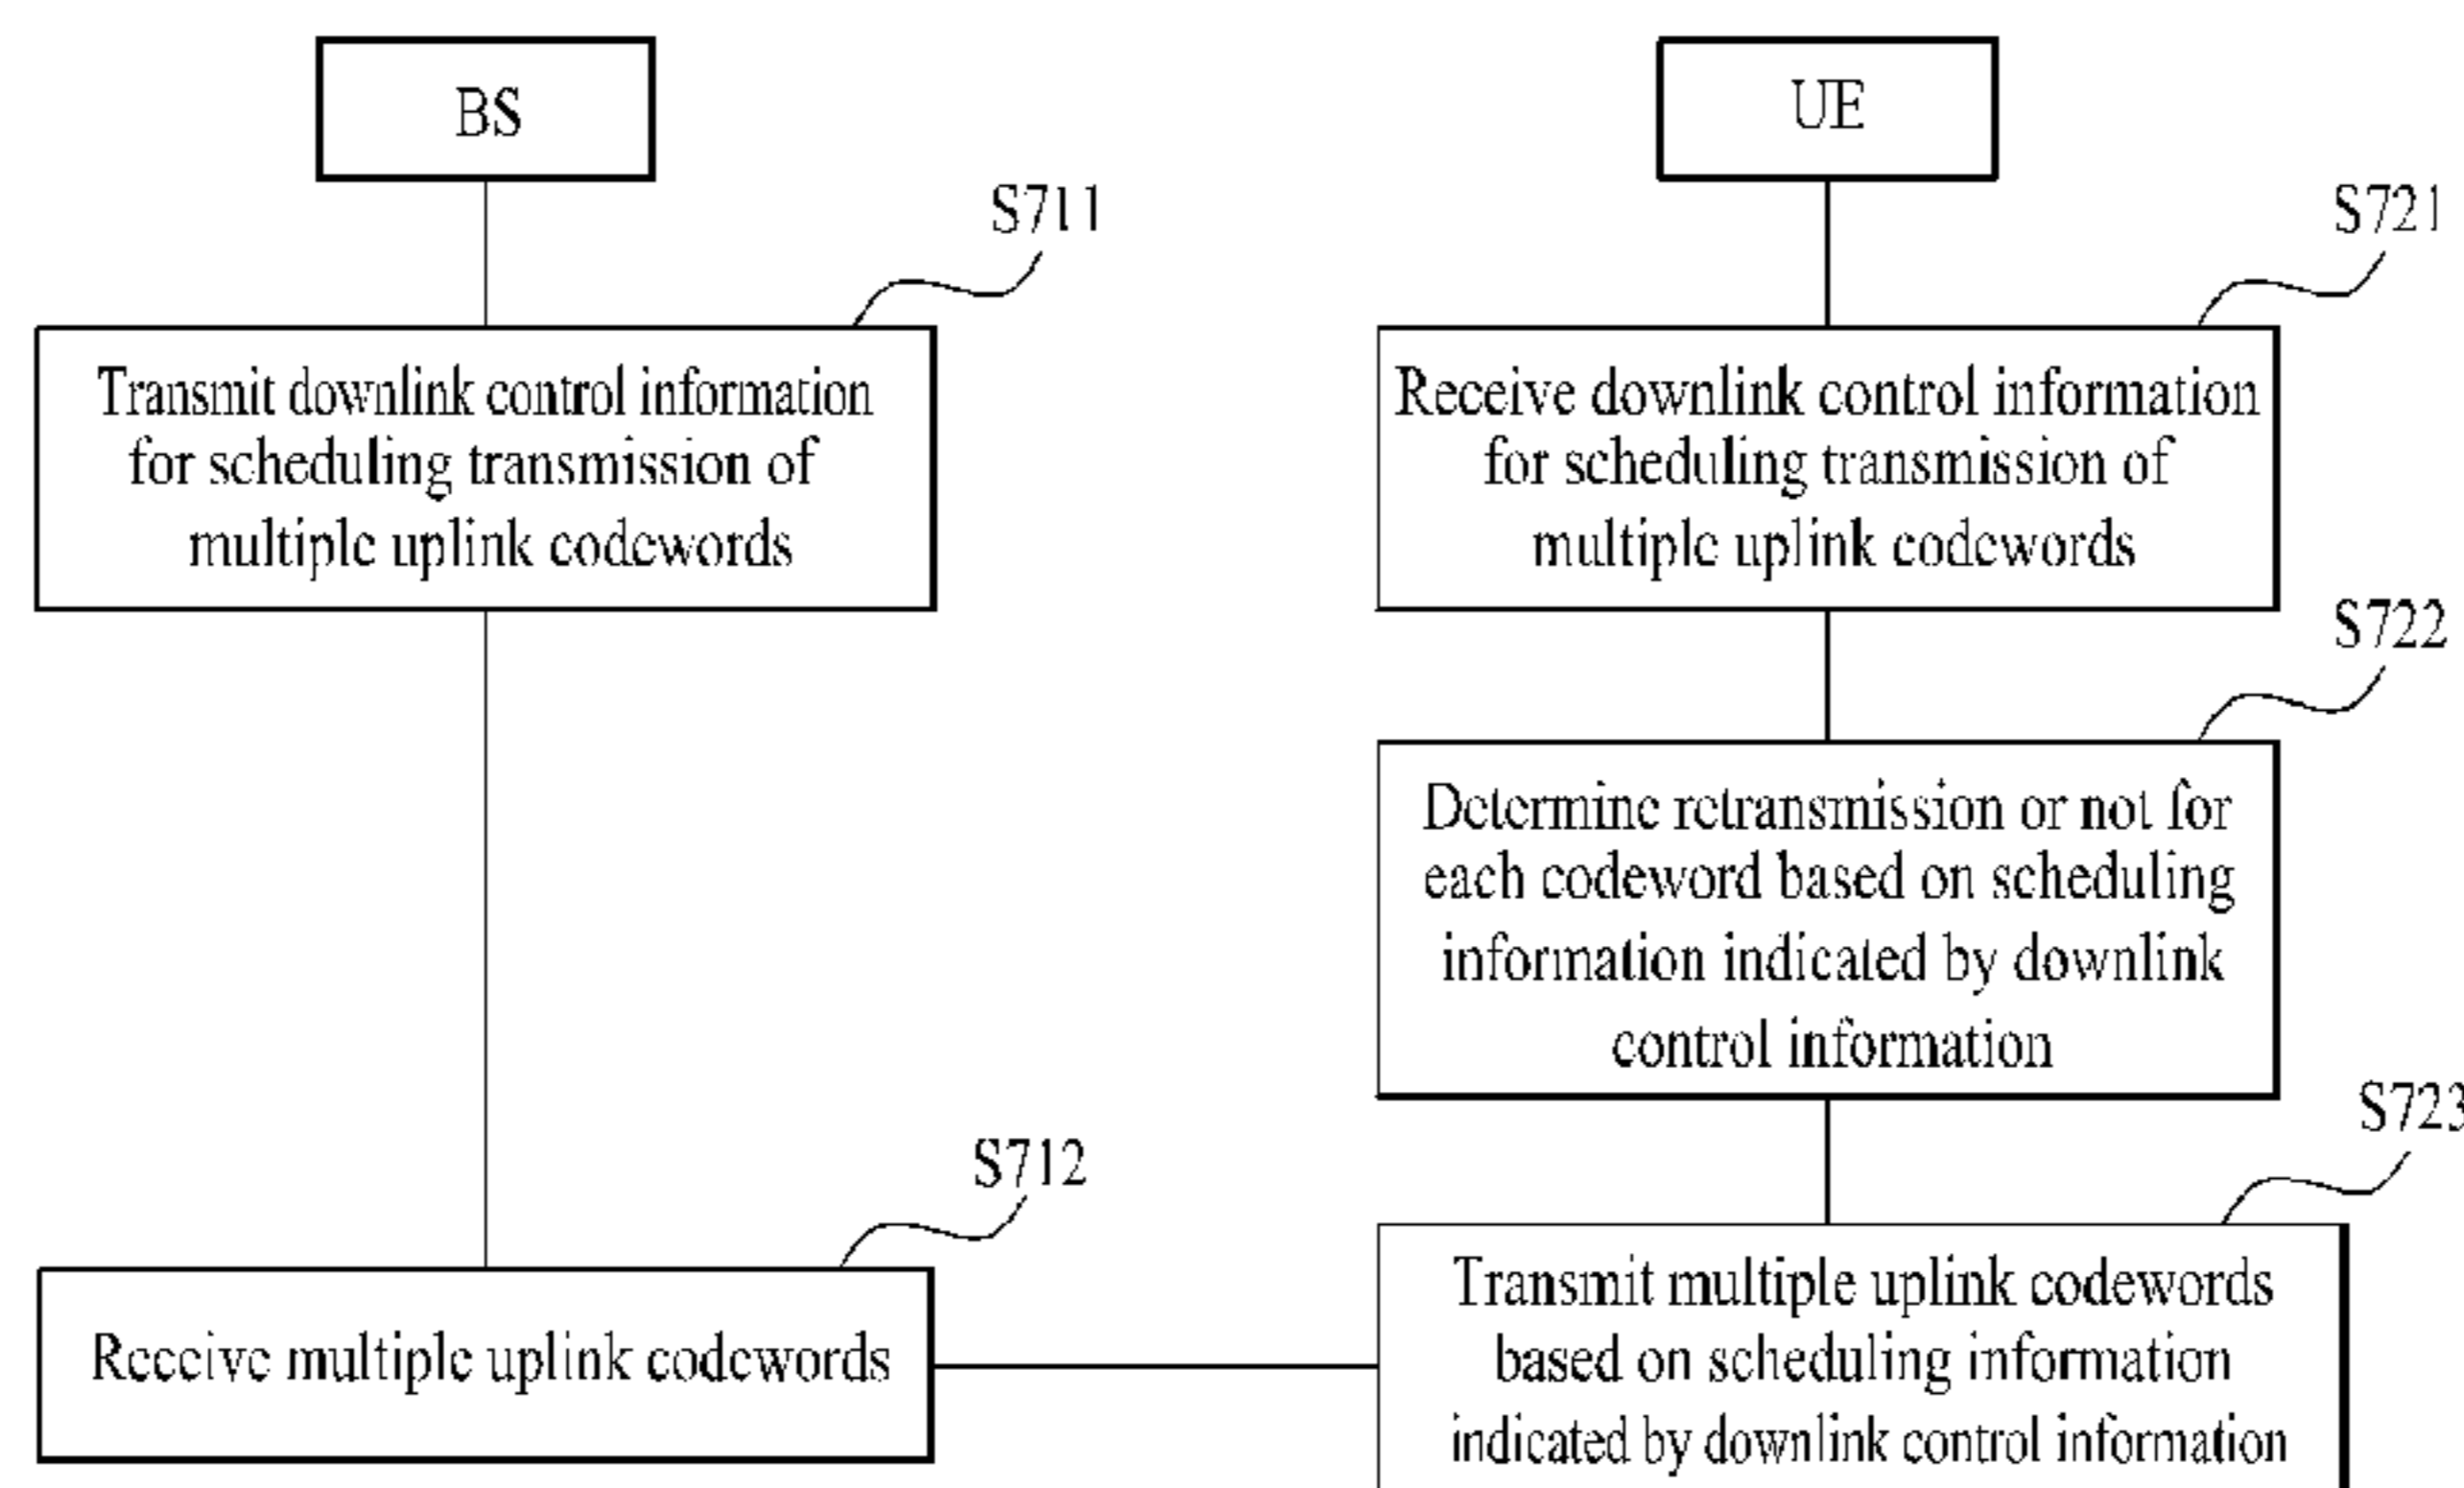 BS
S711
Transmit downlink control information
for scheduling transmission of
multiple uplink codewords
S712
Receive multiple uplink codewords
UE
S721
Receive downlink control information
for scheduling transmission of
multiple uplink codewords
S722
Determine retransmission or not for
each codeword based on scheduling
information indicated by downlink
control information
S723
Transmit multiple uplink codewords
based on scheduling information
indicated by downlink control information